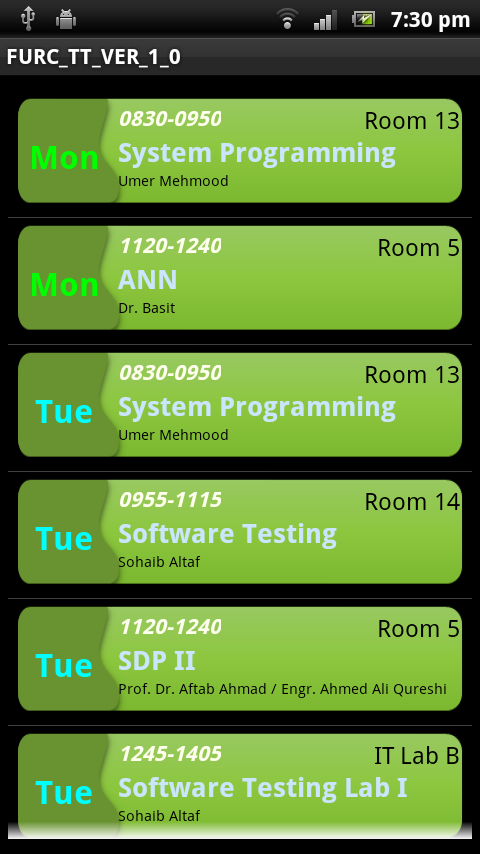 7:30 pm
FURC_TT_VER_1_0
0830-0950
Room 13
Mon
System Programming
Umer Mehmood
1120-1240
Room 5
Mon
ANN
Dr. Basit
0830-0950
Room 13
Tue
System Programming
Umer Mehmood
0955-1115
Room 14
Tue
Software Testing
Sohaib Altaf
1120-1240
Room 5
Tue
SDP II
Prof. Dr. Aftab Ahmad / Engr. Ahmed Ali Qureshi
1245-1405
IT Lab B
Tue
Software Testing Lab I
Sohaib Altaf